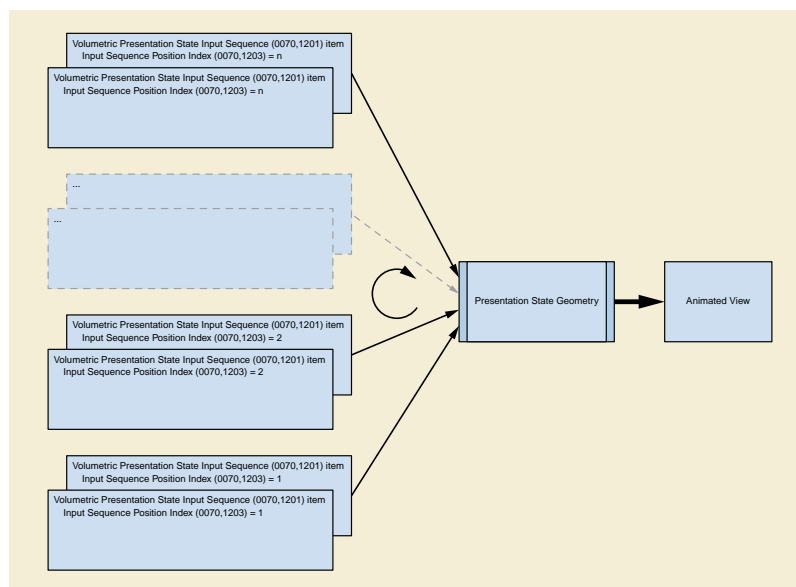 Volumetric Presentation State Input Sequence (0070,1201) item
Input Sequence Position Index (0070,1203) = n
Volumetric Presentation State Input Sequence (0070,1201) item
Input Sequence Position Index (0070,1203) = n
...
...
Presentation State Geometry
Animated View
Volumetric Presentation State Input Sequence (0070,1201) item
Input Sequence Position Index (0070,1203) = 2
Volumetric Presentation State Input Sequence (0070,1201) item
Input Sequence Position Index (0070,1203) = 2
Volumetric Presentation State Input Sequence (0070,1201) item
Input Sequence Position Index (0070,1203) = 1
Volumetric Presentation State Input Sequence (0070,1201) item
Input Sequence Position Index (0070,1203) = 1